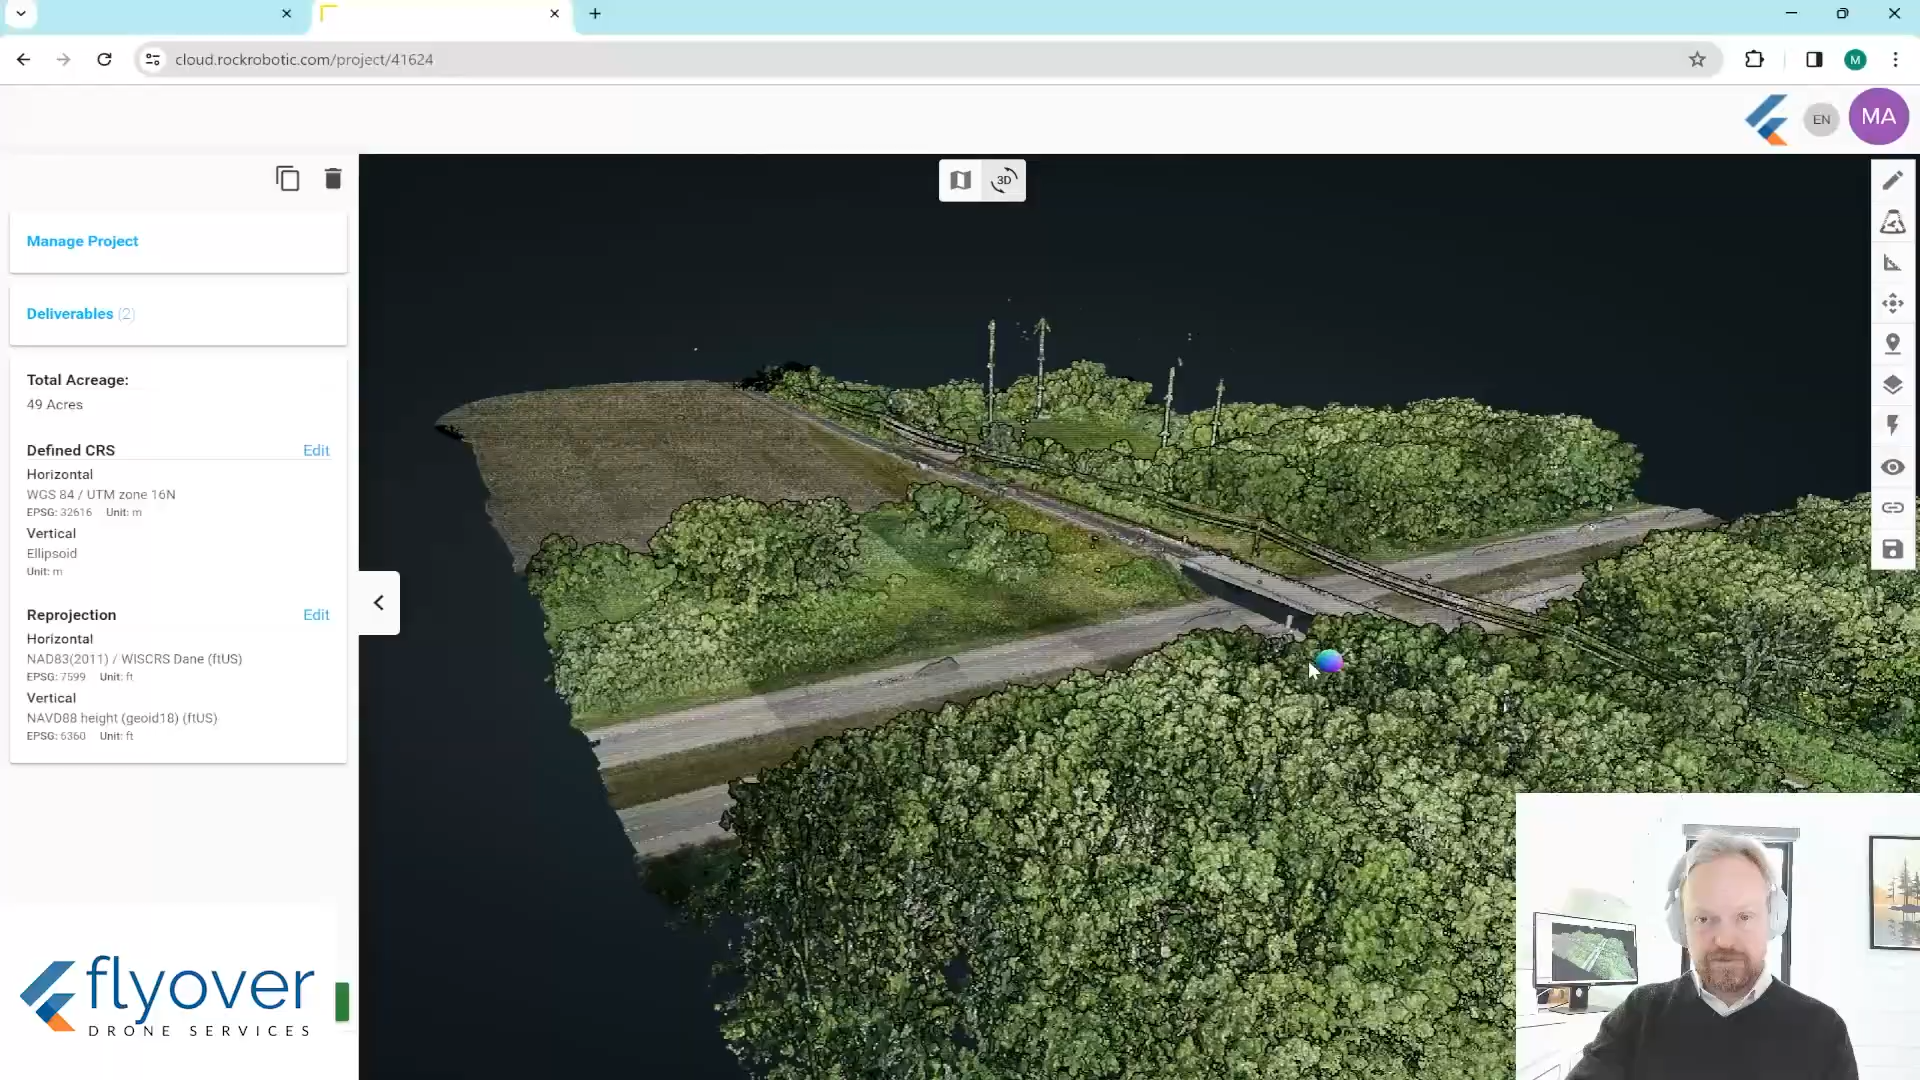 cloud.rockrobotic.com/project/41624
M
EN
MA
3D
Manage Project
Deliverables (2)
Total Acreage:
49 Acres
Defined CRS Edit
Horizontal
WGS 84 / UTM zone 16N
EPSG: 32616 Unit: m
Vertical
Ellipsoid
Unit: m
Reprojection Edit
Horizontal
NAD83(2011) / WISCRS Dane (ftUS)
EPSG: 7599 Unit: ft
Vertical
NAVD88 height (geoid18) (ftUS)
EPSG: 6360 Unit: ft
flyover
DRONE SERVICES